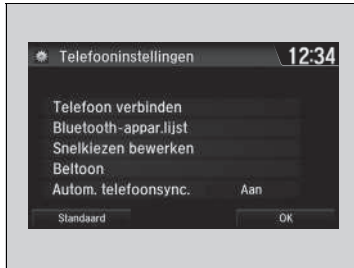 Telefooninstellingen
12:34
Telefoon verbinden
Bluetooth-appar.lijst
Snelkiezen bewerken
Beltoon
Autom. telefoonsync. Aan
Standaard OK